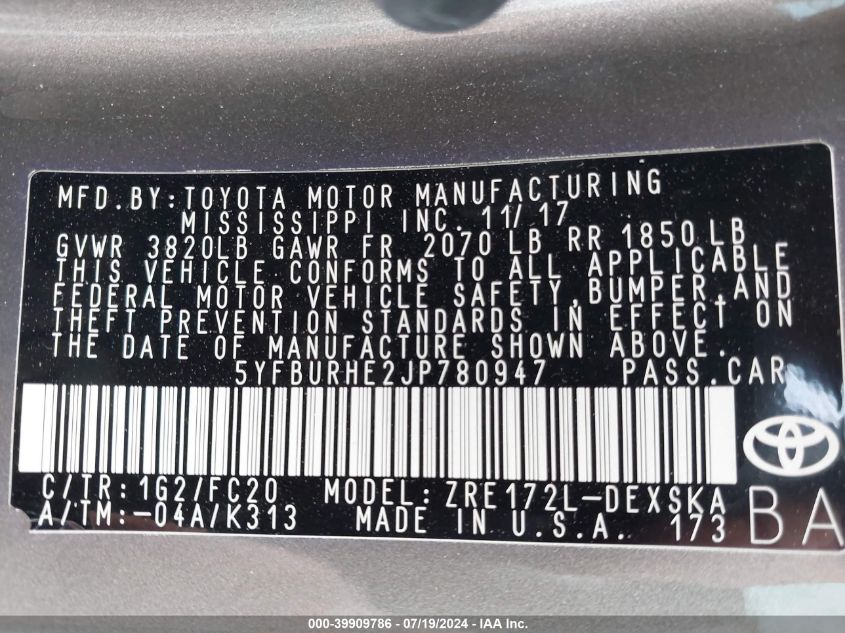 MFD.BY:TOYOTA MOTOR MANUFACTURING
MISSISSIPPI INC. 11/17
GVWR 3820LB GAWR FR 2070 LB RR 1850 LB
THIS VEHICLE CONFORMS TO ALL APPLICABLE
FEDERAL MOTOR VEHICLE SAFETY,BUMPER,AND
THEFT PREVENTION STANDARDS IN EFFECT ON
THE DATE OF MANUFACTURE SHOWN ABOVE.
5YFBURHE2JP780947 PASS.CAR
C/TR:1G2/FC20 MODEL: ZRE172L-DEXSKA
A/TM:-04A/K313 MADE IN U.S.A. 173
BA
000-39909786 - 07/19/2024 - IAA Inc.